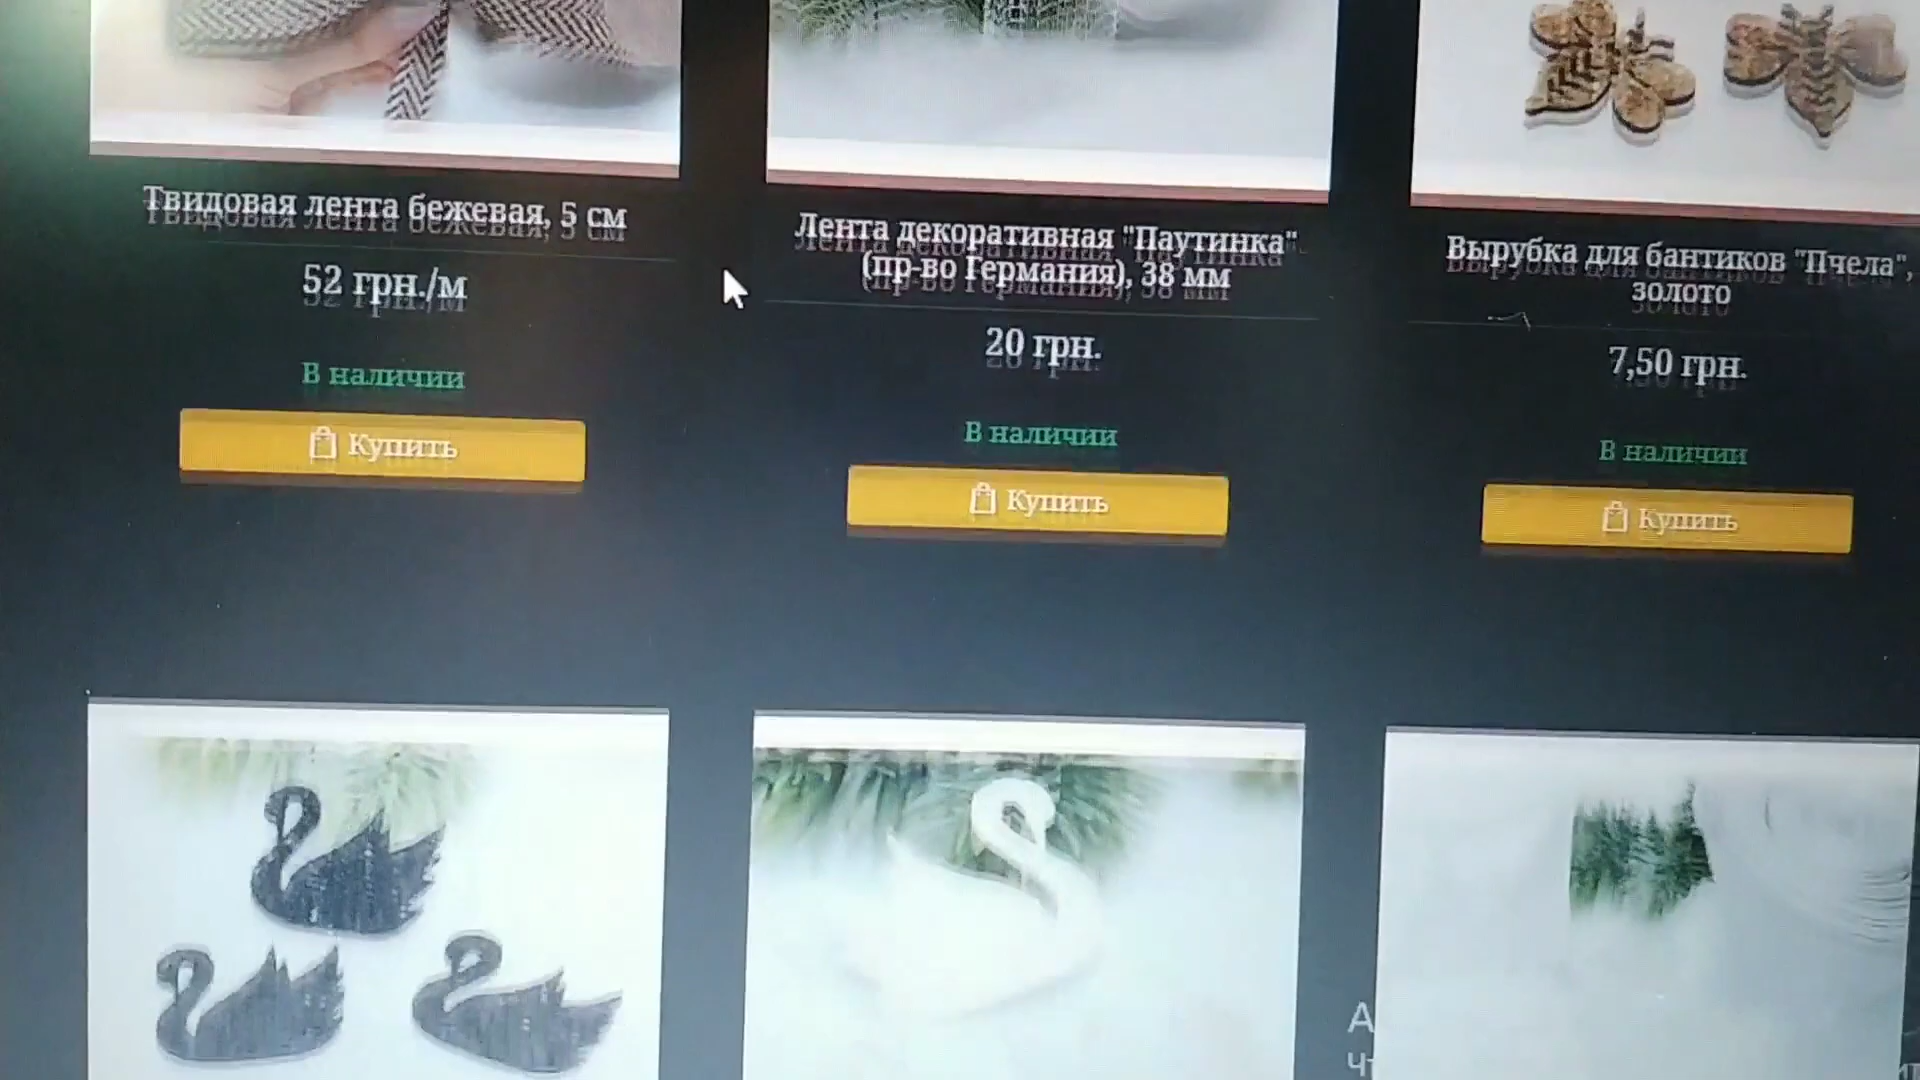 Твидовая лента бежевая, 5 см
52 грн./м
В наличии
Купить
Лента декоративная "Паутинка"
(пр-во Германия), 38 мм
20 грн.
В наличии
Купить
Вырубка для бантиков "Пчела",
золото
7,50 грн.
В наличии
Купить